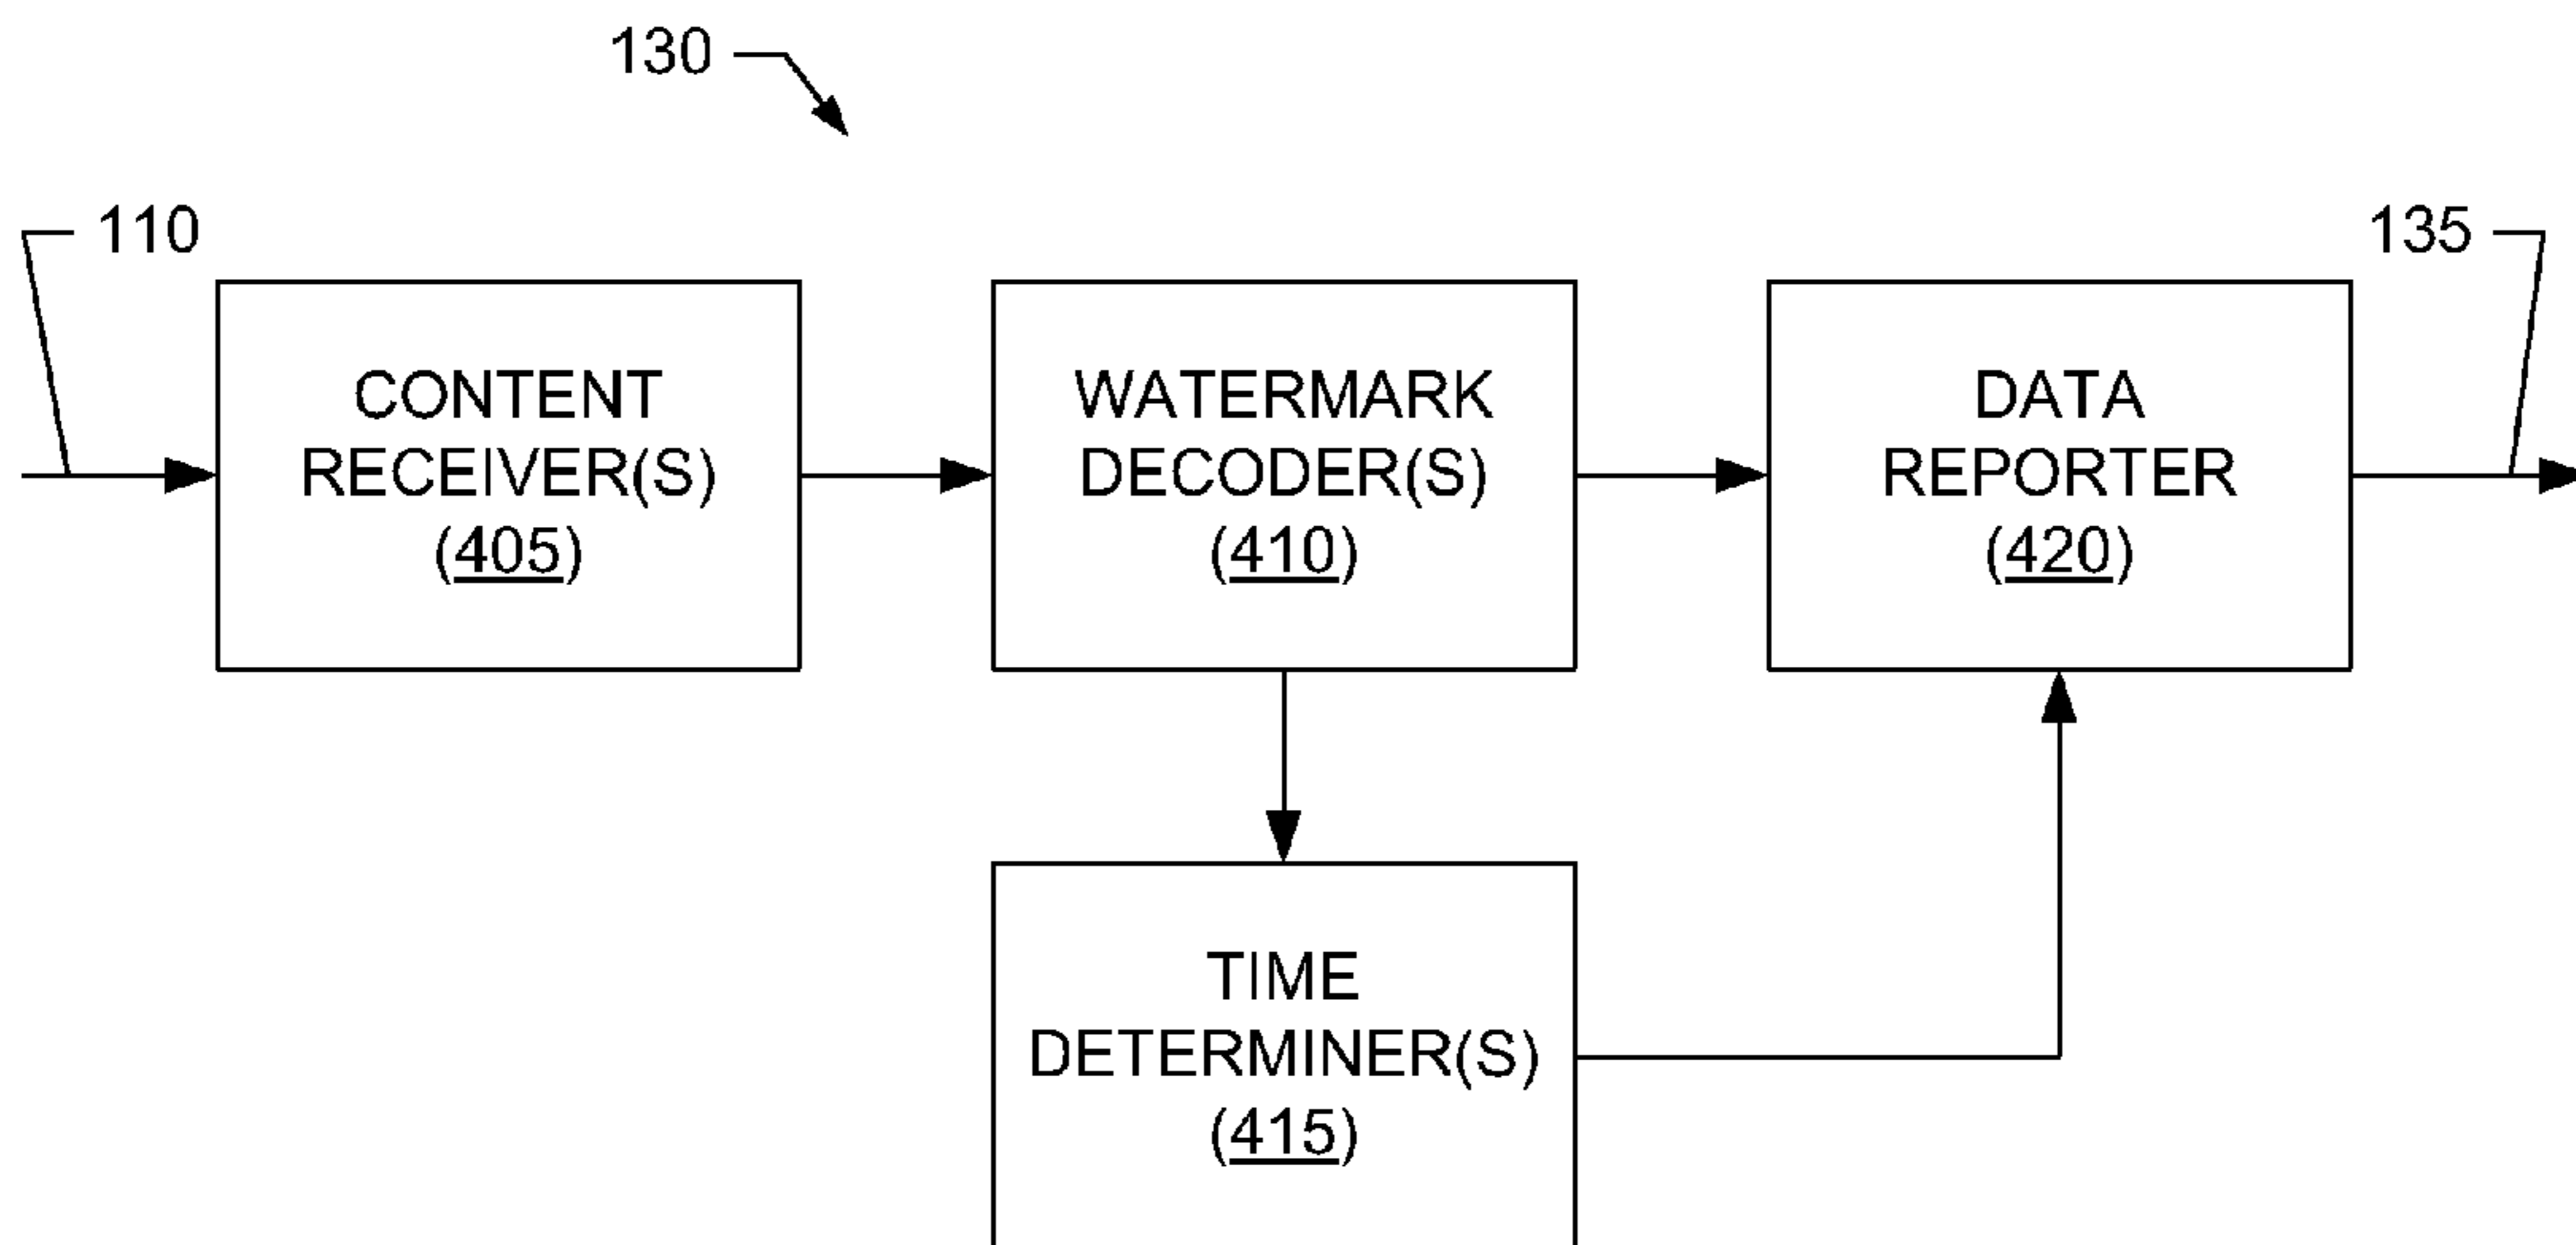 130
110
135
CONTENT
RECEIVER(S)
(405)
WATERMARK
DECODER(S)
(410)
DATA
REPORTER
(420)
TIME
DETERMINER(S)
(415)